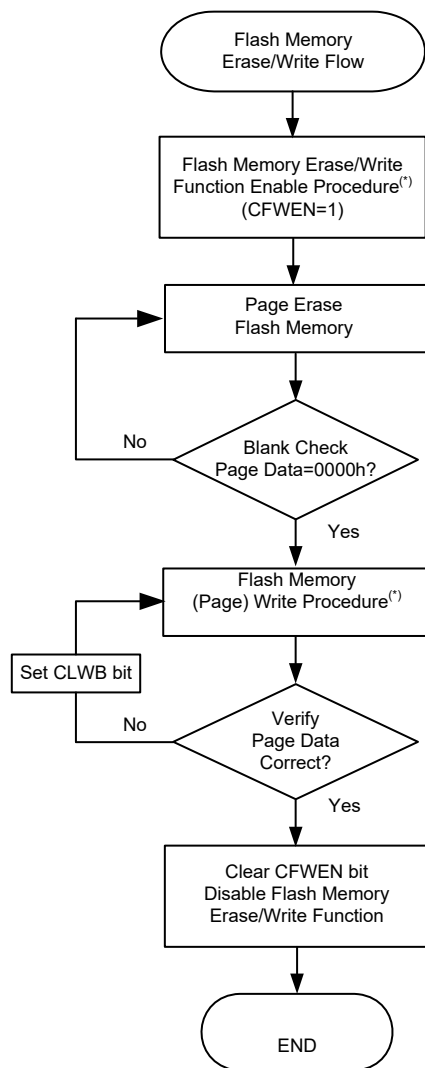 Flash Memory
Erase/Write Flow
Flash Memory Erase/Write
Function Enable Procedure(*)
(CFWEN=1)
Page Erase
Flash Memory
No
Blank Check
Page Data=0000h?
Yes
Flash Memory
(Page) Write Procedure(*)
Set CLWB bit
No
Verify
Page Data
Correct?
Yes
Clear CFWEN bit
Disable Flash Memory
Erase/Write Function
END